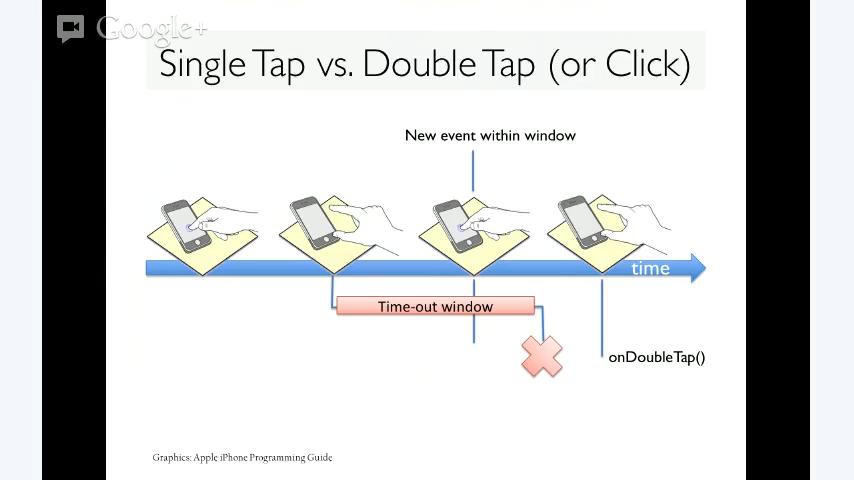 Google+
Single Tap vs. Double Tap (or Click)
New event within window
time
Time-out window
onDoubleTap()
Graphics: Apple iPhone Programming Guide